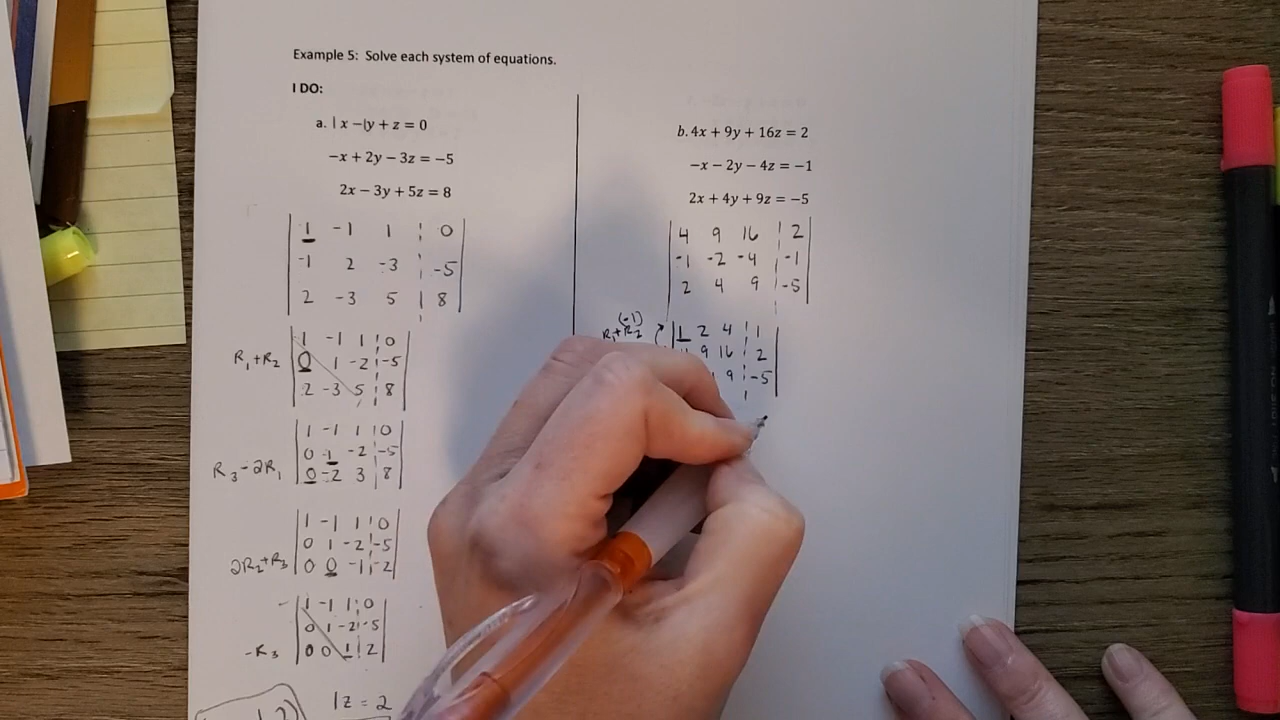 Example 5: Solve each system of equations.
I DO:
a. 1x −1y + z = 0
−x + 2y − 3z = −5
2x − 3y + 5z = 8
1 -1 1 0
-1 2 -3 -5
2 -3 5 8
1 -1 1 0
R₁+R₂ 0 1 -2 -5
2 -3 5 8
1 -1 1 0
0 1 -2 -5
R₃-2R₁ 0 -2 3 8
1 -1 1 0
0 1 -2 -5
2R₂+R₃ 0 0 -1 -2
1 -1 1 0
0 1 -2 -5
-R₃ 0 0 1 2
1z = 2
b. 4x + 9y + 16z = 2
−x − 2y − 4z = −1
2x + 4y + 9z = −5
4 9 16 2
-1 -2 -4 -1
2 4 9 -5
(-1)
R₁+R₂ 1 2 4 1
9 16 2
9 -5